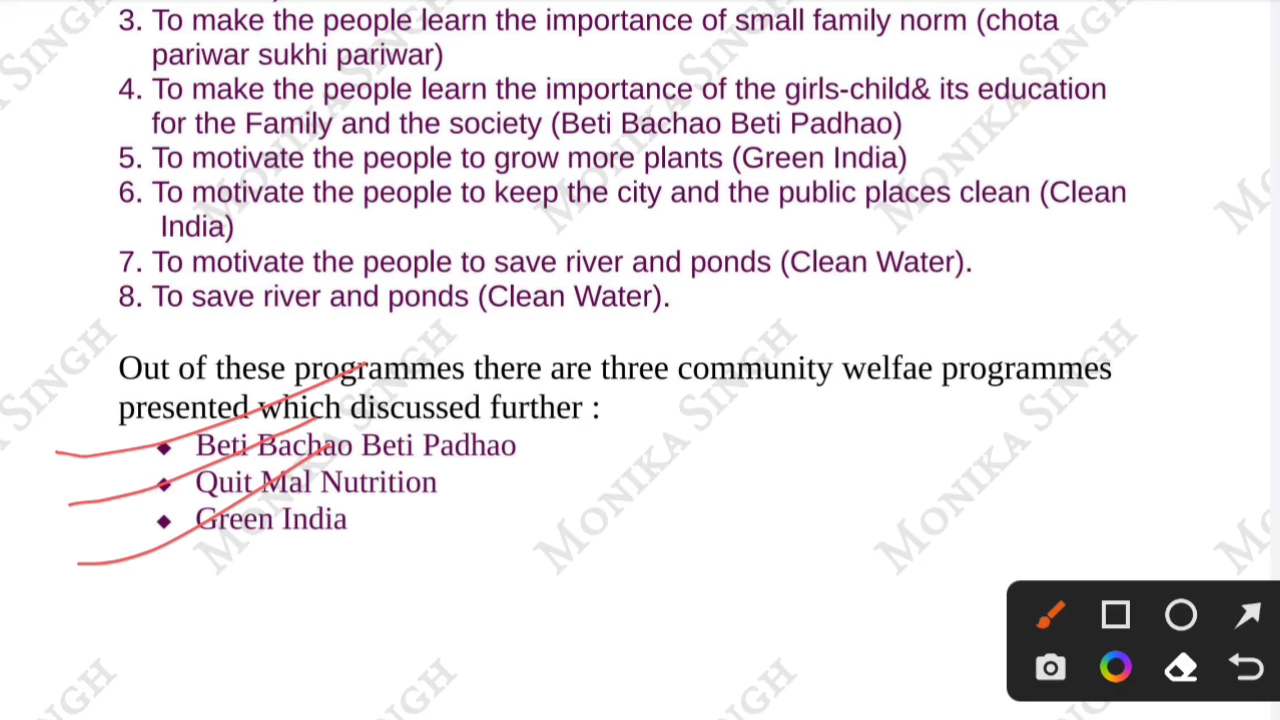 3. To make the people learn the importance of small family norm (chota
pariwar sukhi pariwar)
4. To make the people learn the importance of the girls-child& its education
for the Family and the society (Beti Bachao Beti Padhao)
5. To motivate the people to grow more plants (Green India)
6. To motivate the people to keep the city and the public places clean (Clean
India)
7. To motivate the people to save river and ponds (Clean Water).
8. To save river and ponds (Clean Water).
Out of these programmes there are three community welfae programmes
presented which discussed further :
Beti Bachao Beti Padhao
Quit Mal Nutrition
Green India
MONIKA SINGH